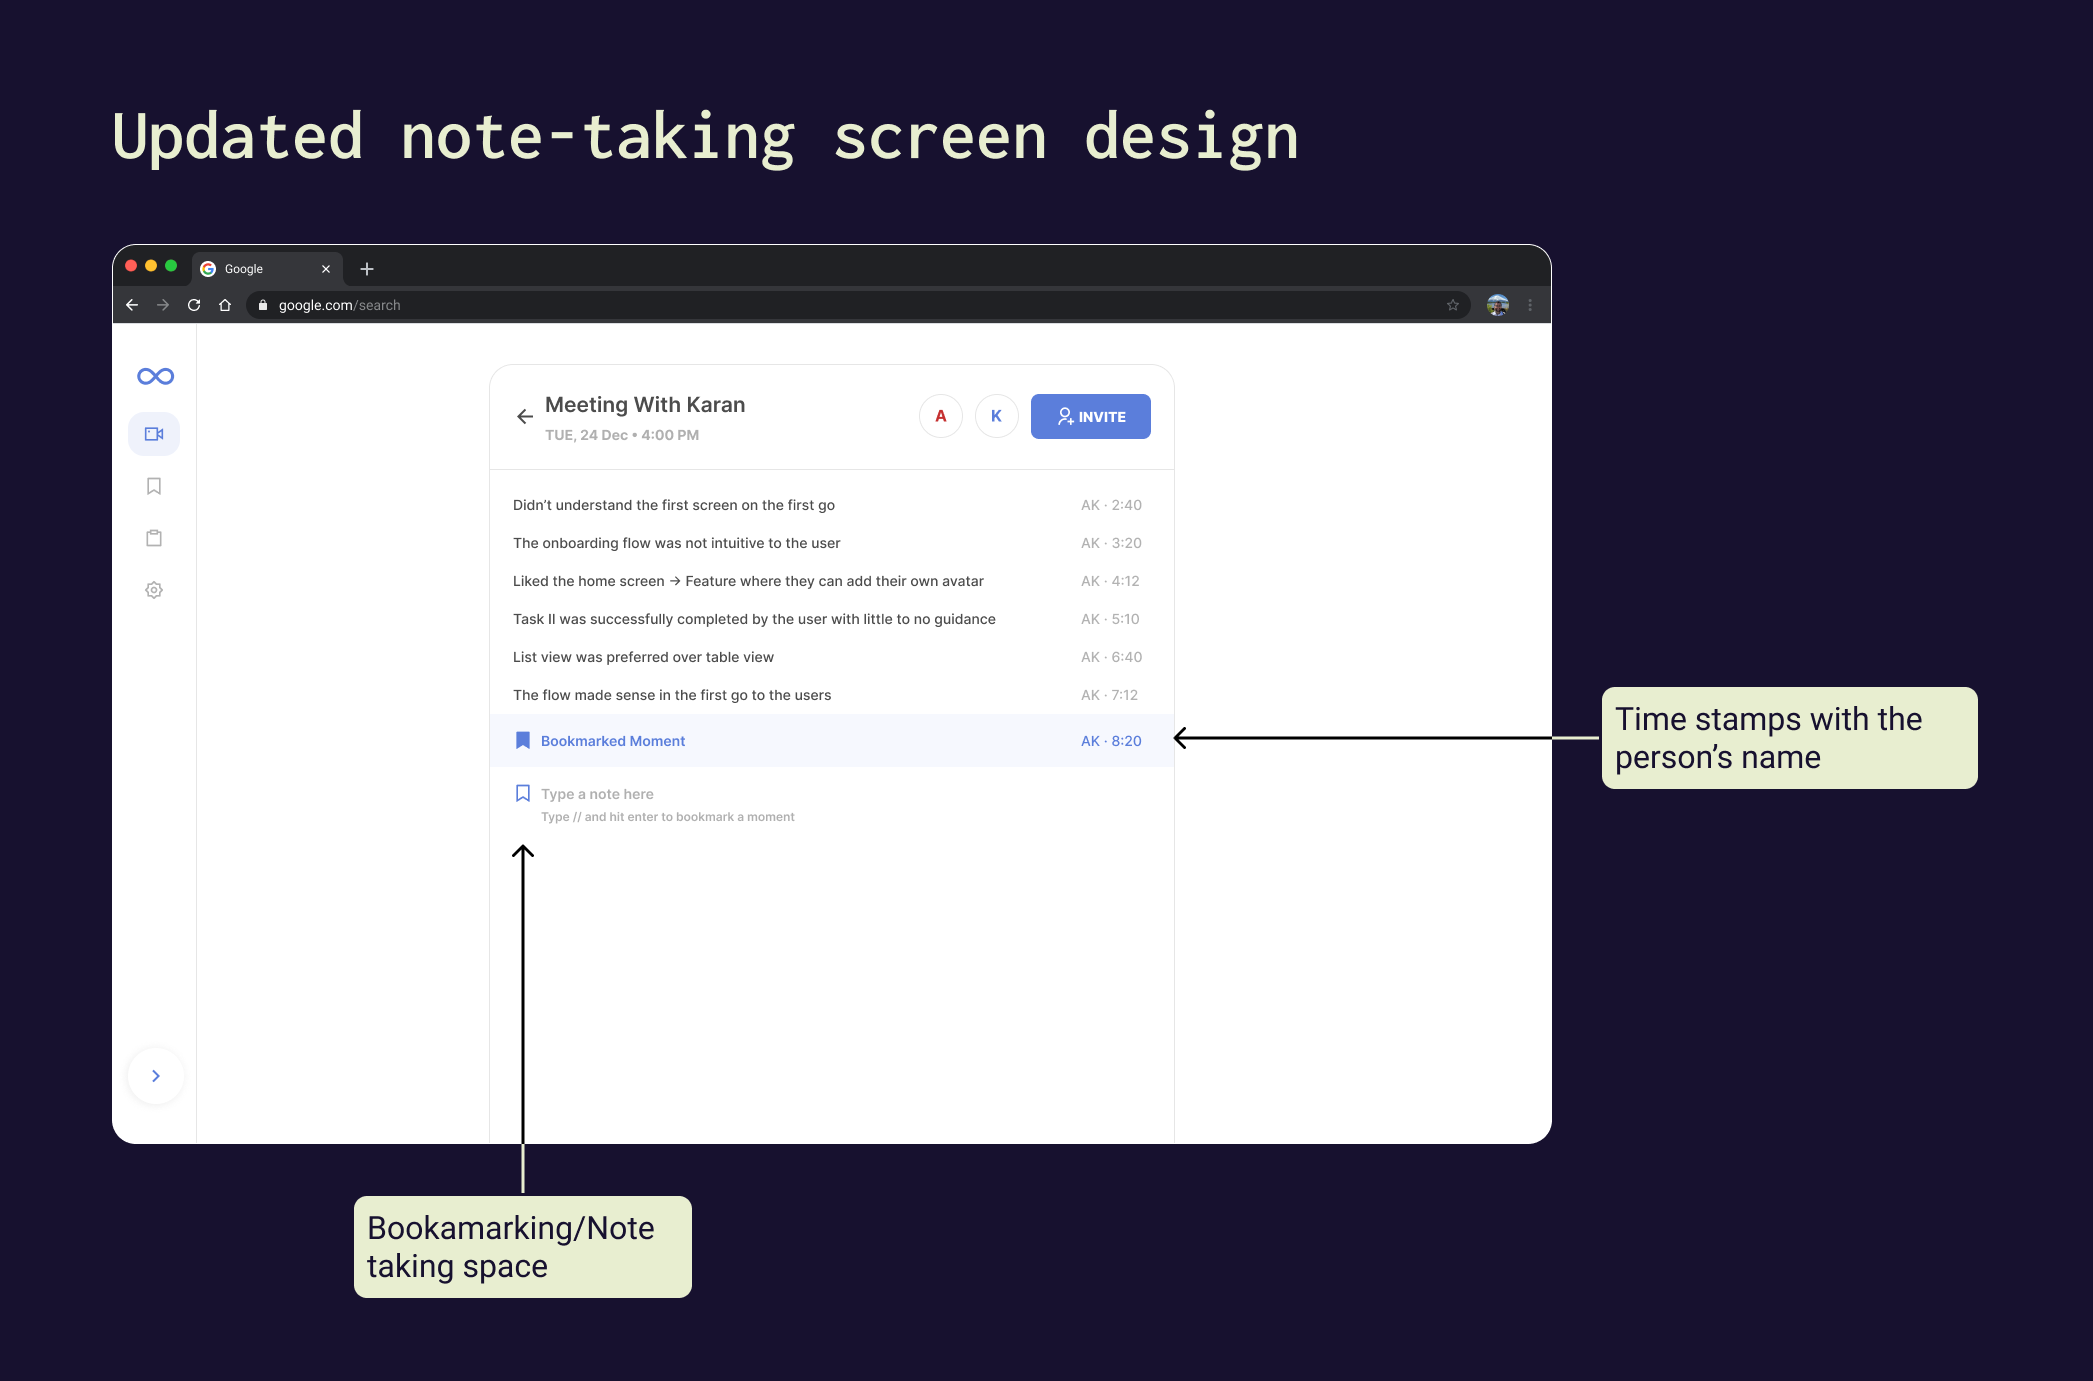 Updated note-taking screen design
Google
google.com/search
Meeting With Karan
TUE, 24 Dec • 4:00 PM
A
K
INVITE
Didn’t understand the first screen on the first go AK · 2:40
The onboarding flow was not intuitive to the user AK · 3:20
Liked the home screen → Feature where they can add their own avatar AK · 4:12
Task II was successfully completed by the user with little to no guidance AK · 5:10
List view was preferred over table view AK · 6:40
The flow made sense in the first go to the users AK · 7:12
Bookmarked Moment AK · 8:20
Type a note here
Type // and hit enter to bookmark a moment
Time stamps with the
person’s name
Bookamarking/Note
taking space